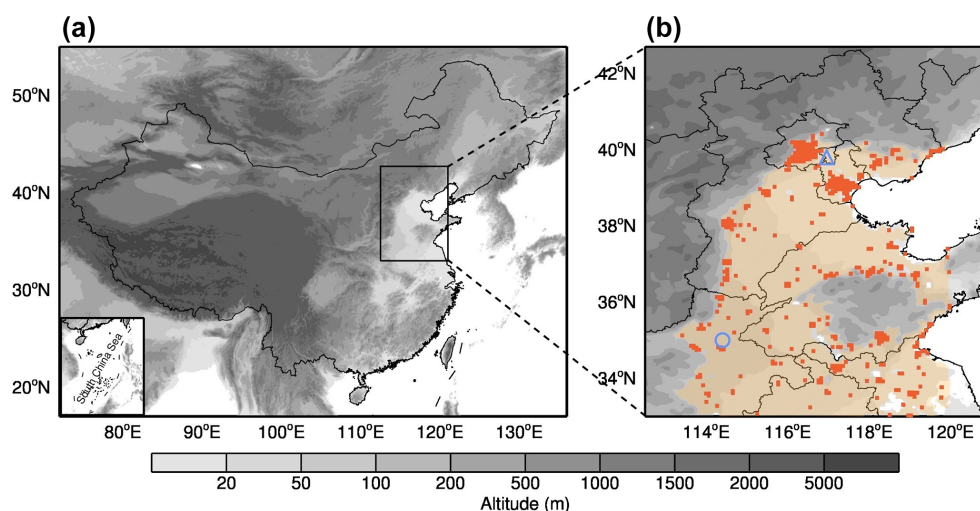 (a)
(b)
50°N
40°N
30°N
20°N
80°E 90°E 100°E 110°E 120°E 130°E
South China Sea
42°N
40°N
38°N
36°N
34°N
114°E 116°E 118°E 120°E
20 50 100 200 500 1000 1500 2000 5000
Altitude (m)